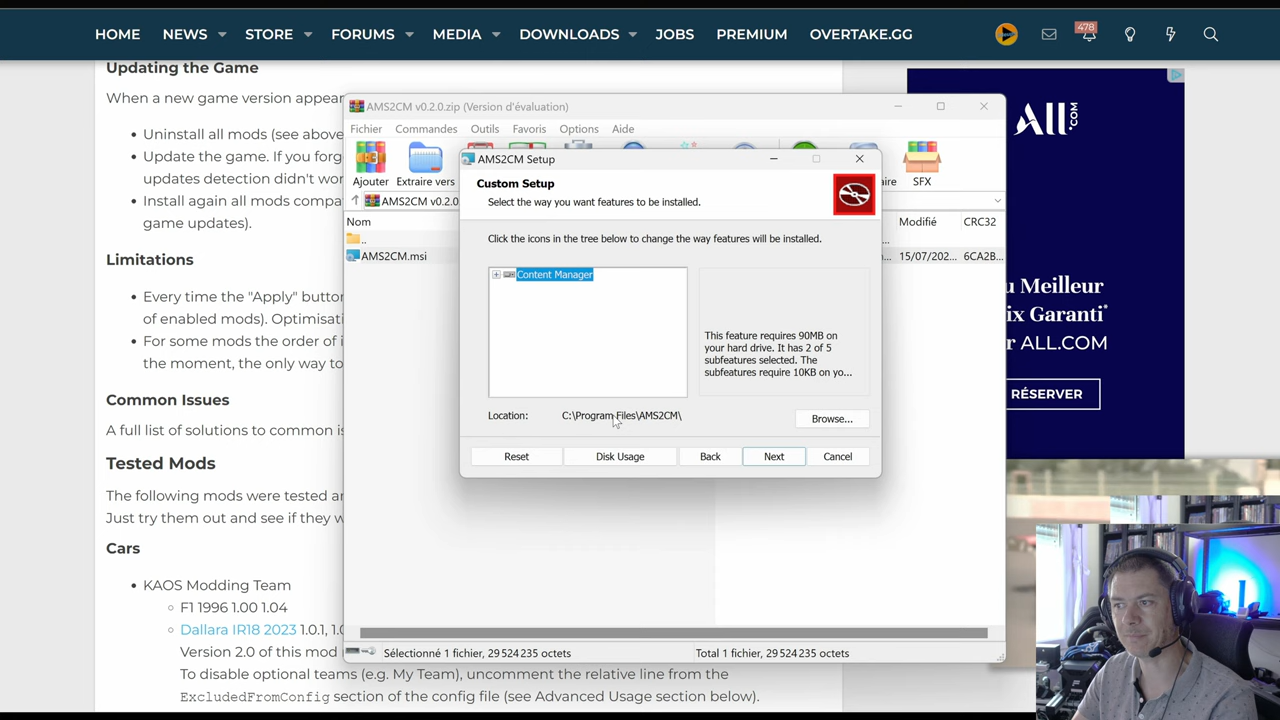 HOME
NEWS
STORE
FORUMS
MEDIA
DOWNLOADS
JOBS
PREMIUM
OVERTAKE.GG
478
Updating the Game
When a new game version appear
Uninstall all mods (see above
Update the game. If you forg
updates detection didn't wor
Install again all mods compa
game updates).
Limitations
Every time the "Apply" button
of enabled mods). Optimisati
For some mods the order of i
the moment, the only way to
Common Issues
A full list of solutions to common is
Tested Mods
The following mods were tested an
Just try them out and see if they w
Cars
KAOS Modding Team
F1 1996 1.00 1.04
Dallara IR18 2023 1.0.1, 1.0
Version 2.0 of this mod
To disable optional teams (e.g. My Team), uncomment the relative line from the
ExcludedFromConfig section of the config file (see Advanced Usage section below).
AMS2CM v0.2.0.zip (Version d'évaluation)
Fichier
Commandes
Outils
Favoris
Options
Aide
Ajouter
Extraire vers
aire
SFX
AMS2CM v0.2.0
Nom
Modifié
CRC32
..
AMS2CM.msi
15/07/202...
6CA2B...
Sélectionné 1 fichier, 29 524 235 octets
Total 1 fichier, 29 524 235 octets
AMS2CM Setup
Custom Setup
Select the way you want features to be installed.
Click the icons in the tree below to change the way features will be installed.
Content Manager
This feature requires 90MB on
your hard drive. It has 2 of 5
subfeatures selected. The
subfeatures require 10KB on yo...
Location:
C:\Program Files\AMS2CM\
Browse...
Reset
Disk Usage
Back
Next
Cancel
ALL.COM
u Meilleur
ix Garanti*
r ALL.COM
RÉSERVER